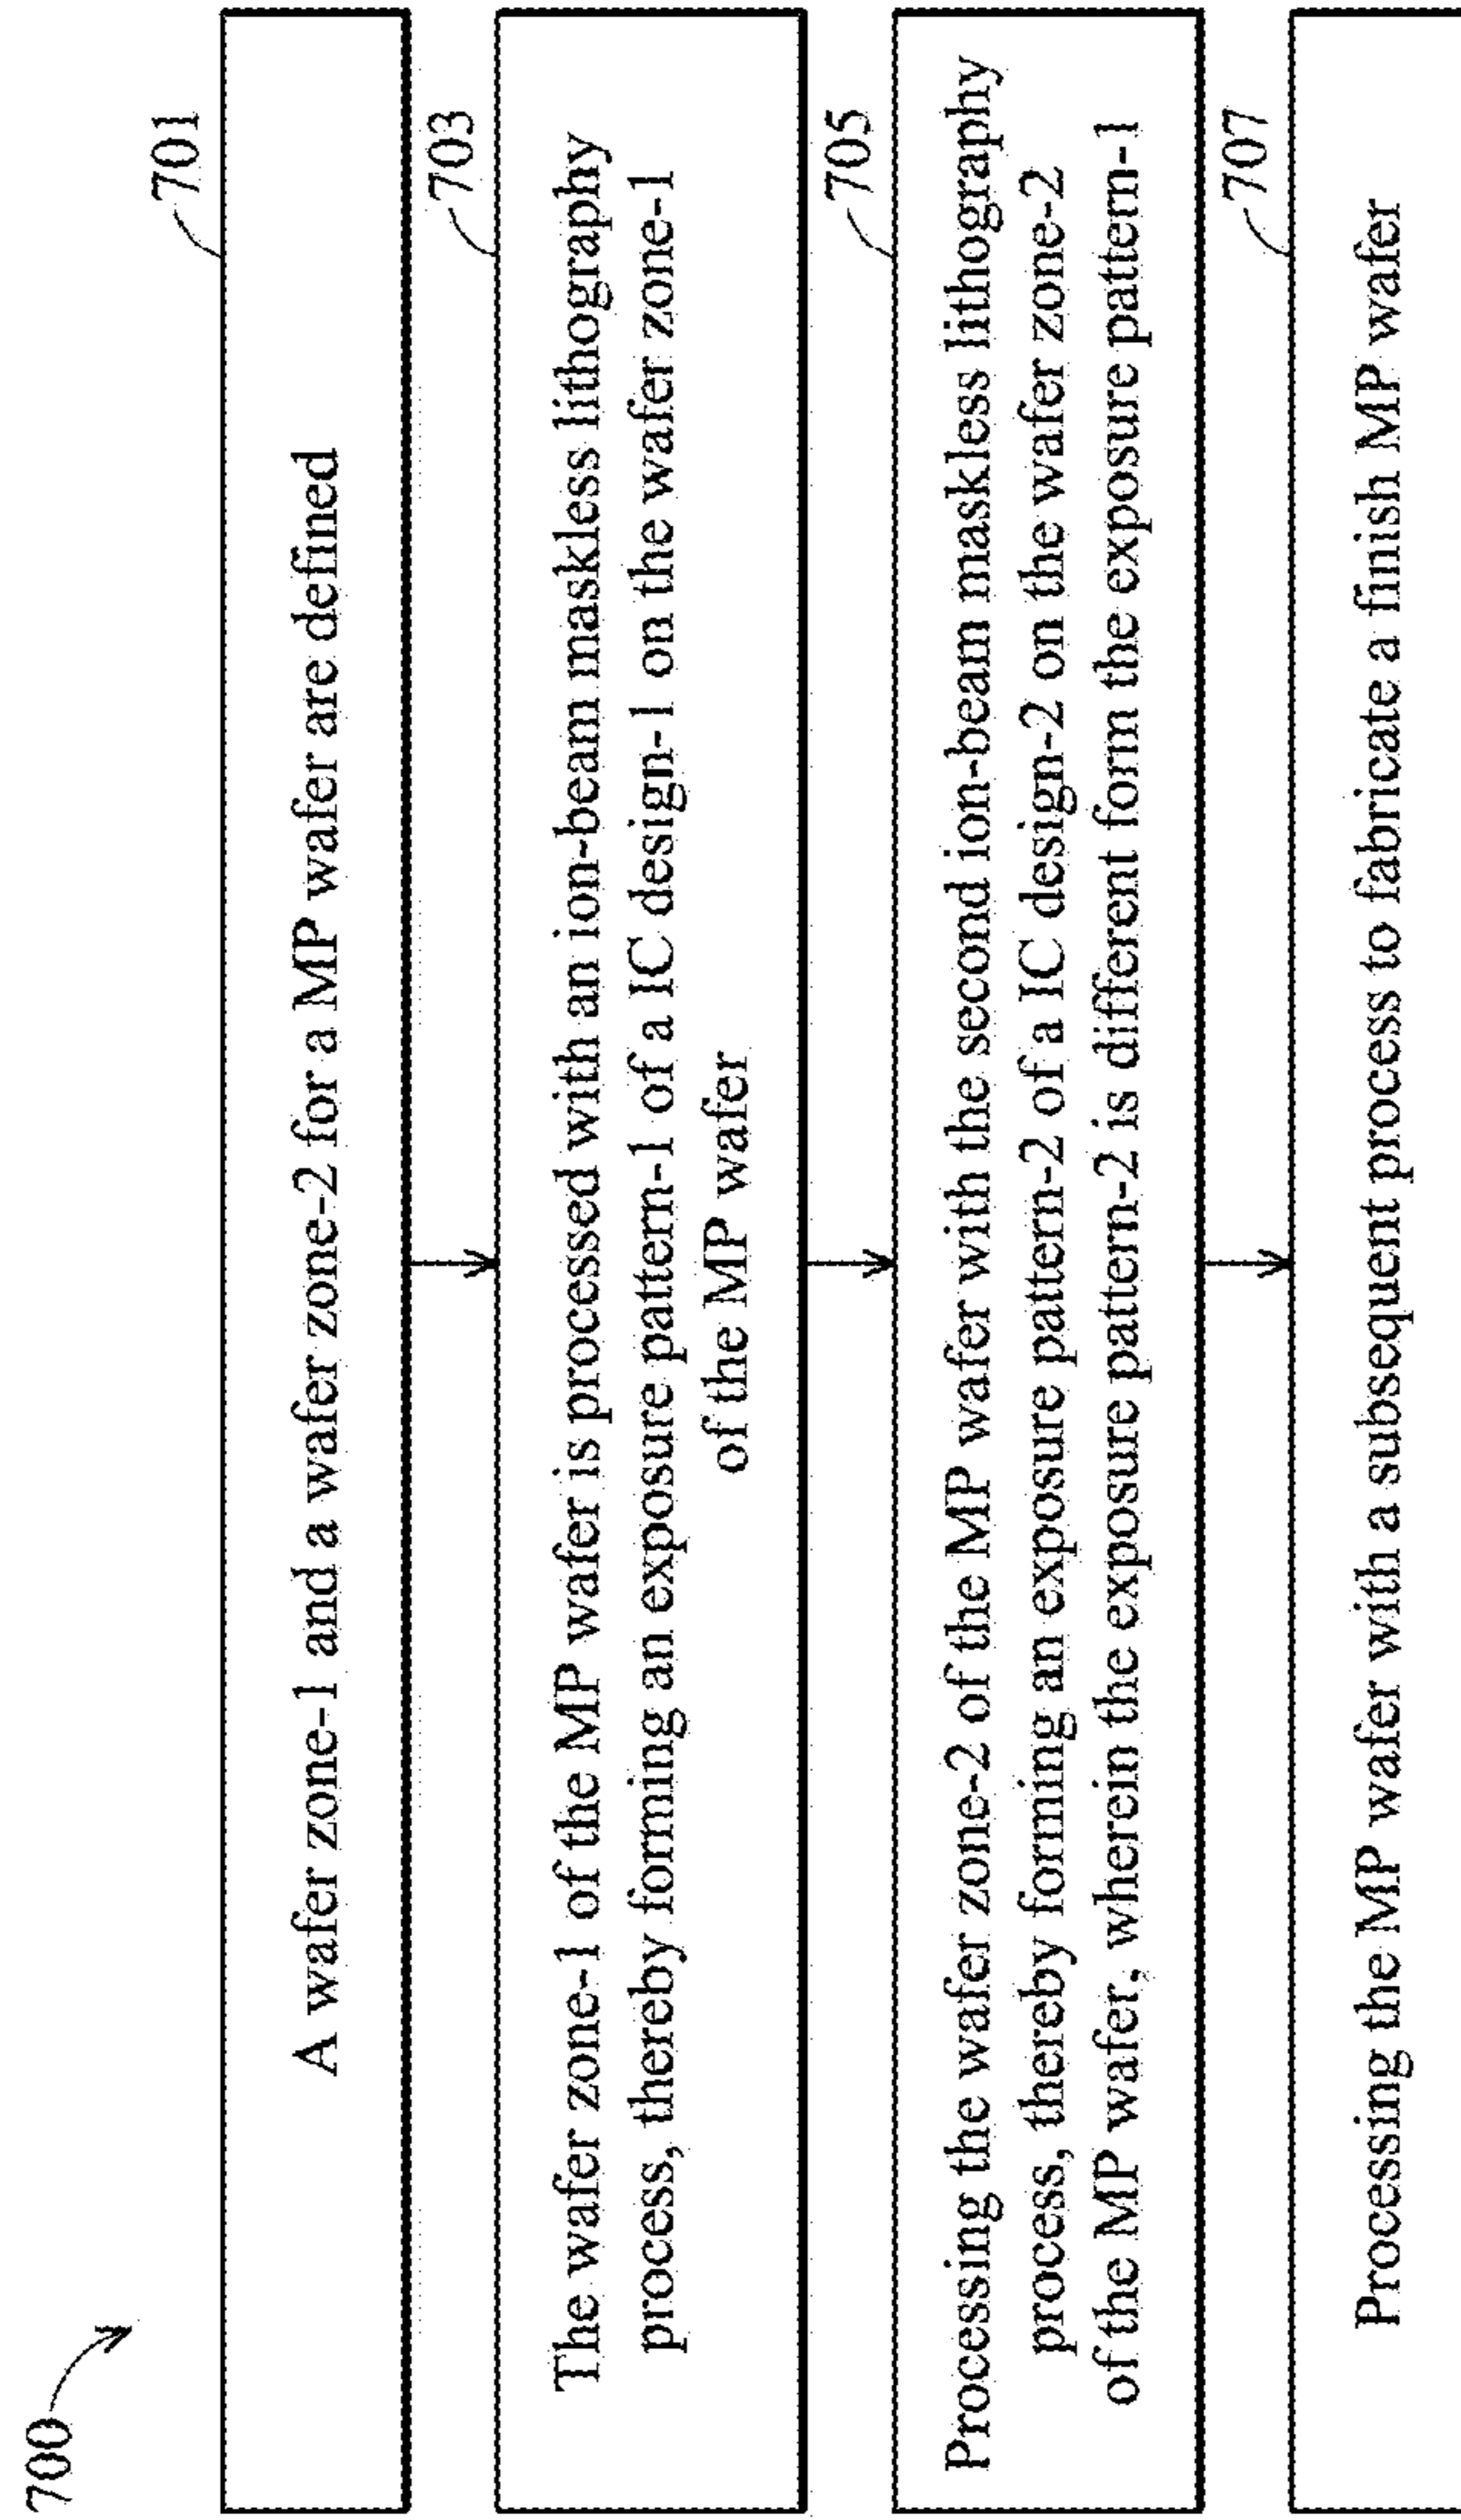 700
701
A wafer zone-1 and a wafer zone-2 for a MP wafer are defined
703
The wafer zone-1 of the MP wafer is processed with an ion-beam maskless lithography
process, thereby forming an exposure pattern-1 of a IC design-1 on the wafer zone-1
of the MP wafer
705
Processing the wafer zone-2 of the MP wafer with the second ion-beam maskless lithography
process, thereby forming an exposure pattern-2 of a IC design-2 on the wafer zone-2
of the MP wafer, wherein the exposure pattern-2 is different form the exposure pattern-1
707
Processing the MP wafer with a subsequent process to fabricate a finish MP wafer